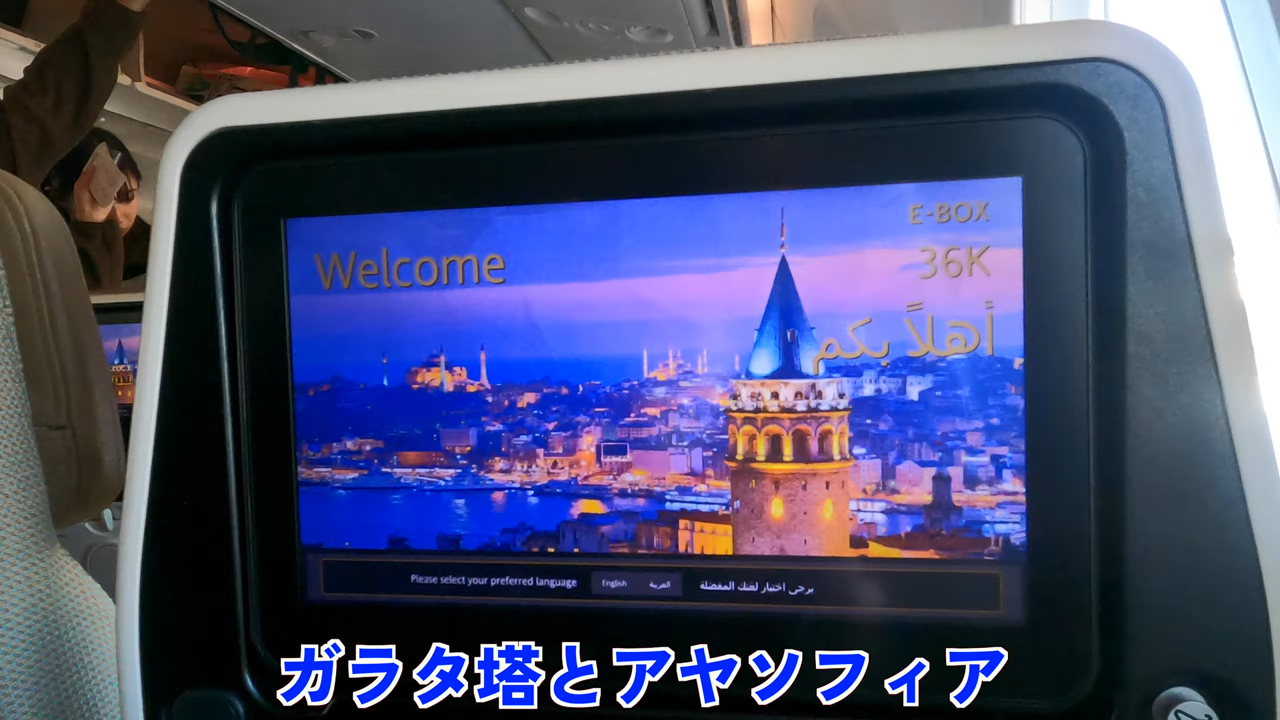 Welcome
E-BOX
36K
أهلاً بكم
Please select your preferred language
English
العربية
يرجى اختيار لغتك المفضلة
ガラタ塔とアヤソフィア